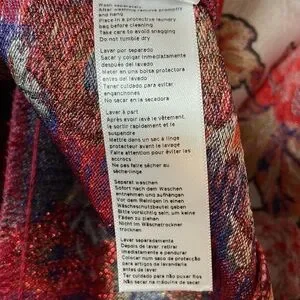 Wash separately
After washing remove promptly
and hang
Place in a protective laundry
bag before washing
Take care to avoid snagging
Do not tumble dry
Lavar por separado
Sacar y colgar inmediatamente
después del lavado
Meter en una bolsa protectora
antes del lavado
Tener cuidado para evitar
enganchones
No secar en la secadora
Laver à part
Après avoir lavé le vêtement,
le sortir rapidement et le
suspendre
Mettre dans un sac à linge
protecteur avant le lavage
Faire attention pour éviter les
accrocs
Ne pas faire sécher au
sèche-linge
Separat waschen
Sofort nach dem Waschen
entnehmen und aufhängen
Vor dem Reinigen in einen
Wäscheschutzbeutel geben
Bitte vorsichtig sein, um keine
Fäden zu ziehen
Nicht im Wäschetrockner
trocknen
Lavar separadamente
Depois de lavar, retirar
imediatamente e pendurar
Colocar num saco de protecção
para artigos de lavandaria
antes de lavar
Ter cuidado para não puxar fios
Não secar na máquina de secar